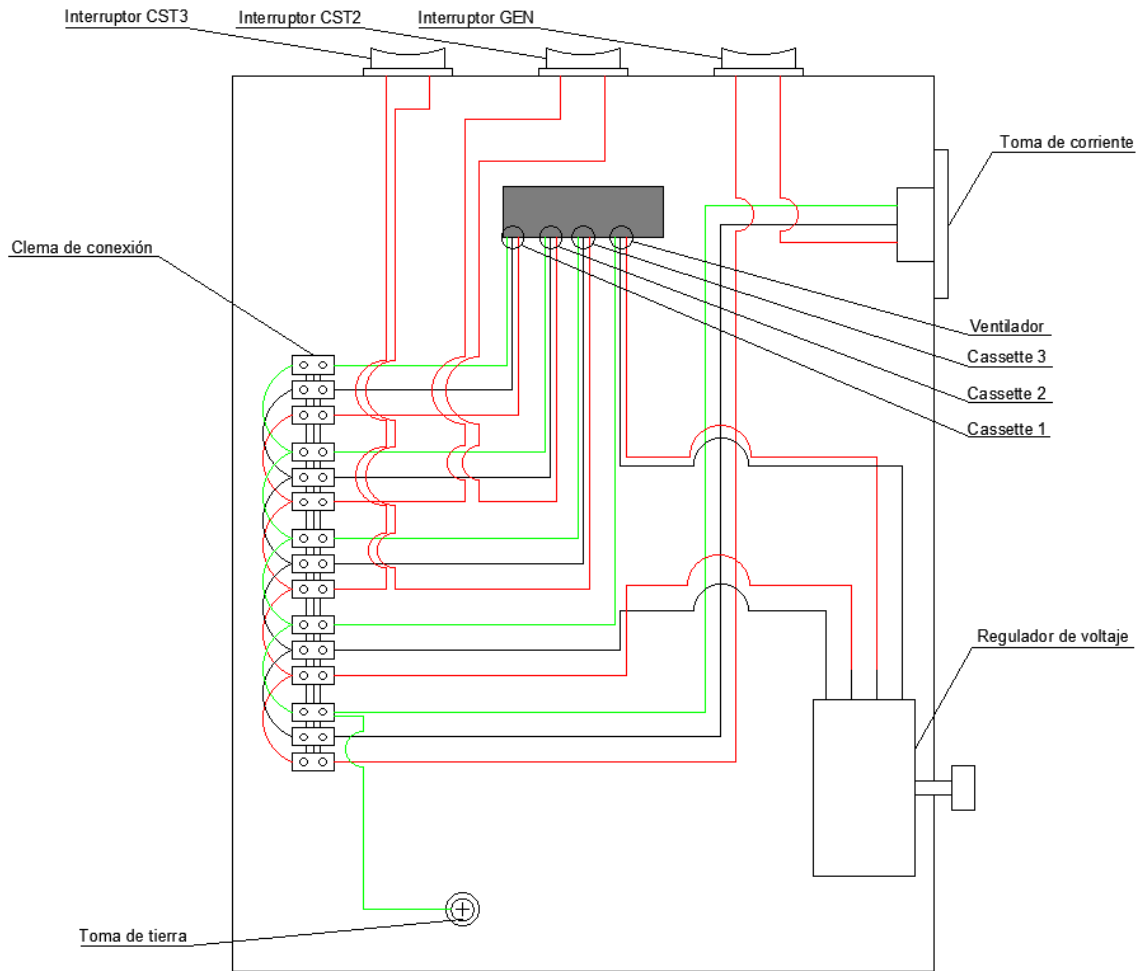 Interruptor CST3
Interruptor CST2
Interruptor GEN
Toma de corriente
Clema de conexión
Ventilador
Cassette 3
Cassette 2
Cassette 1
Regulador de voltaje
Toma de tierra